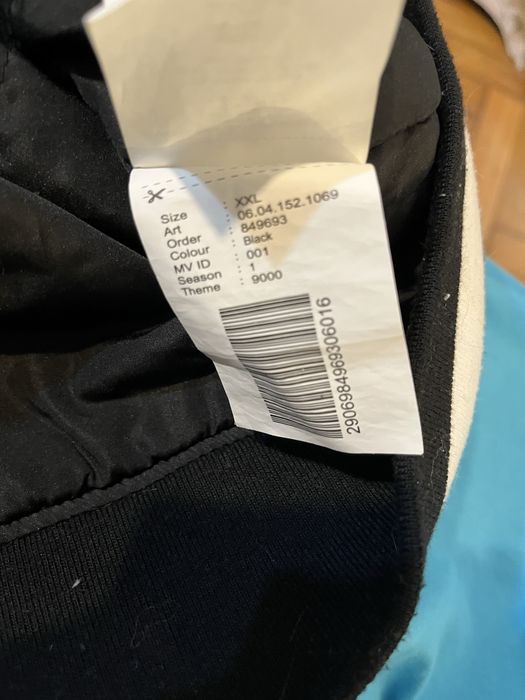 Size : XXL
Art : 06.04.152.1069
Order : 849693
Colour : Black
MV ID : 001
Season : 1
Theme : 9000
2906984969306016